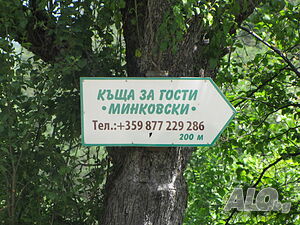 КЪЩА ЗА ГОСТИ
• МИНКОВСКИ •
Тел.:+359 877 229 286
200 м
ALO.bg